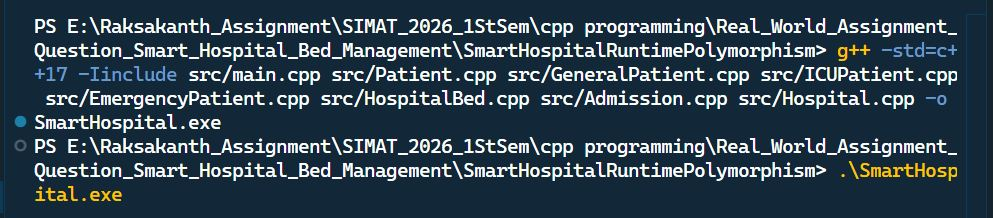 PS E:\Raksakanth_Assignment\SIMAT_2026_1StSem\cpp programming\Real_World_Assignment_
Question_Smart_Hospital_Bed_Management\SmartHospitalRuntimePolymorphism> g++ -std=c+
+17 -Iinclude src/main.cpp src/Patient.cpp src/GeneralPatient.cpp src/ICUPatient.cpp
src/EmergencyPatient.cpp src/HospitalBed.cpp src/Admission.cpp src/Hospital.cpp -o
SmartHospital.exe
PS E:\Raksakanth_Assignment\SIMAT_2026_1StSem\cpp programming\Real_World_Assignment_
Question_Smart_Hospital_Bed_Management\SmartHospitalRuntimePolymorphism> .\SmartHosp
ital.exe